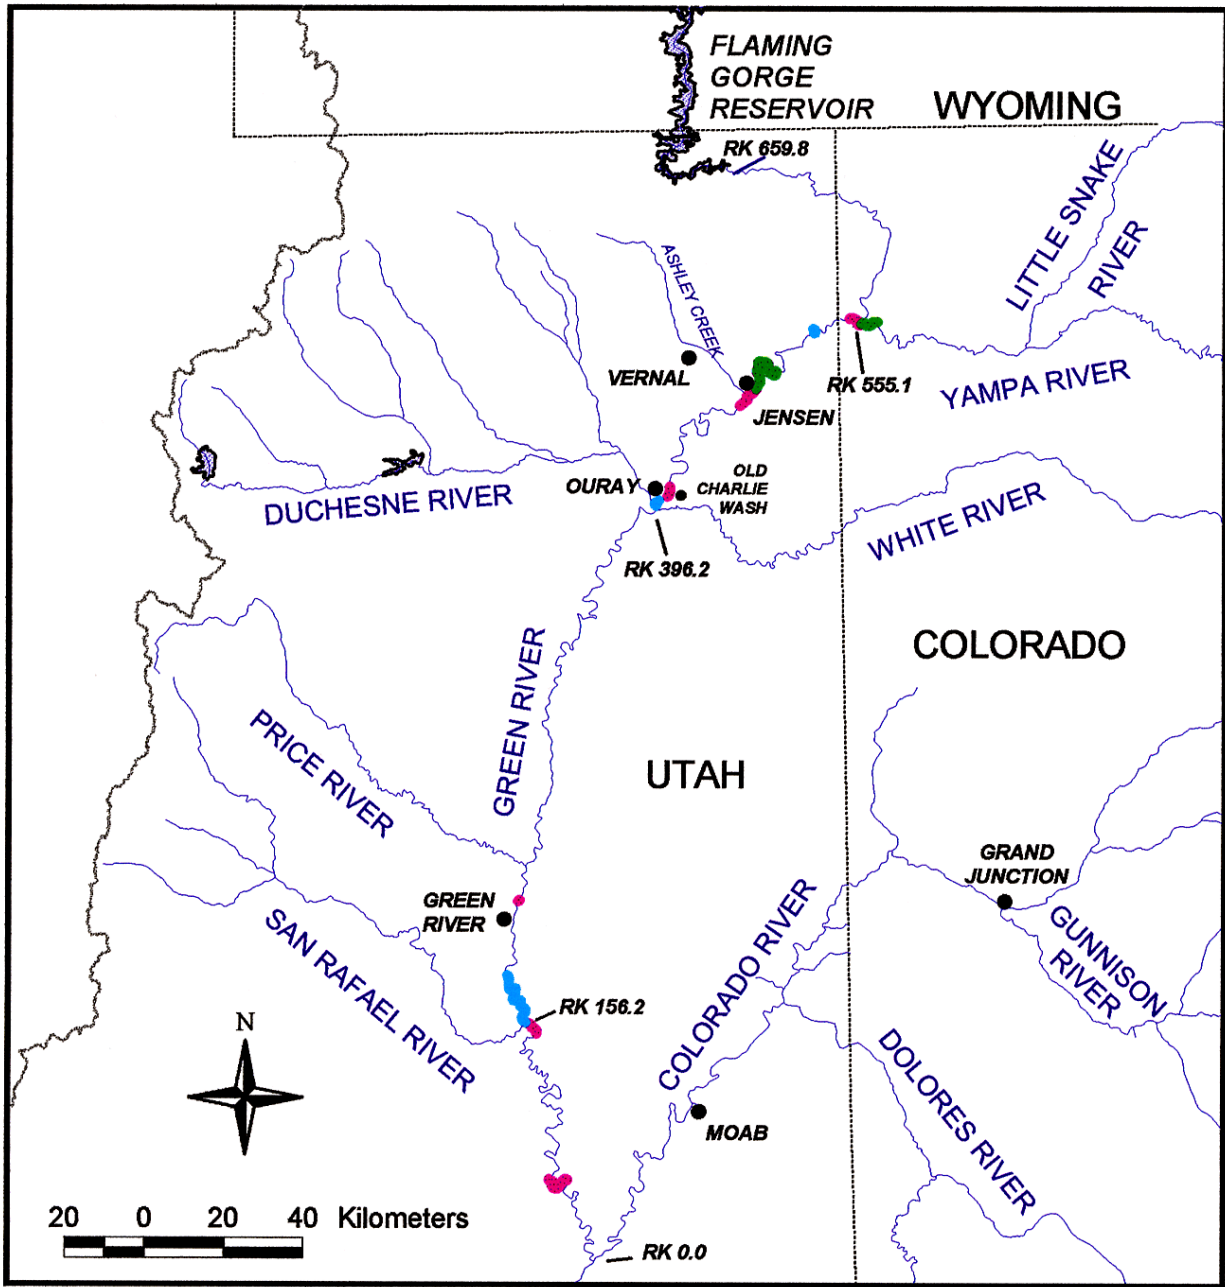 FLAMING
GORGE
RESERVOIR
WYOMING
RK 659.8
LITTLE SNAKE
RIVER
ASHLEY CREEK
VERNAL
RK 555.1
YAMPA RIVER
JENSEN
OURAY
OLD
CHARLIE
WASH
DUCHESNE RIVER
WHITE RIVER
RK 396.2
COLORADO
GREEN RIVER
PRICE RIVER
UTAH
GRAND
JUNCTION
GREEN
RIVER
SAN RAFAEL RIVER
COLORADO RIVER
GUNNISON
RIVER
RK 156.2
N
DOLORES RIVER
MOAB
20 0 20 40 Kilometers
RK 0.0